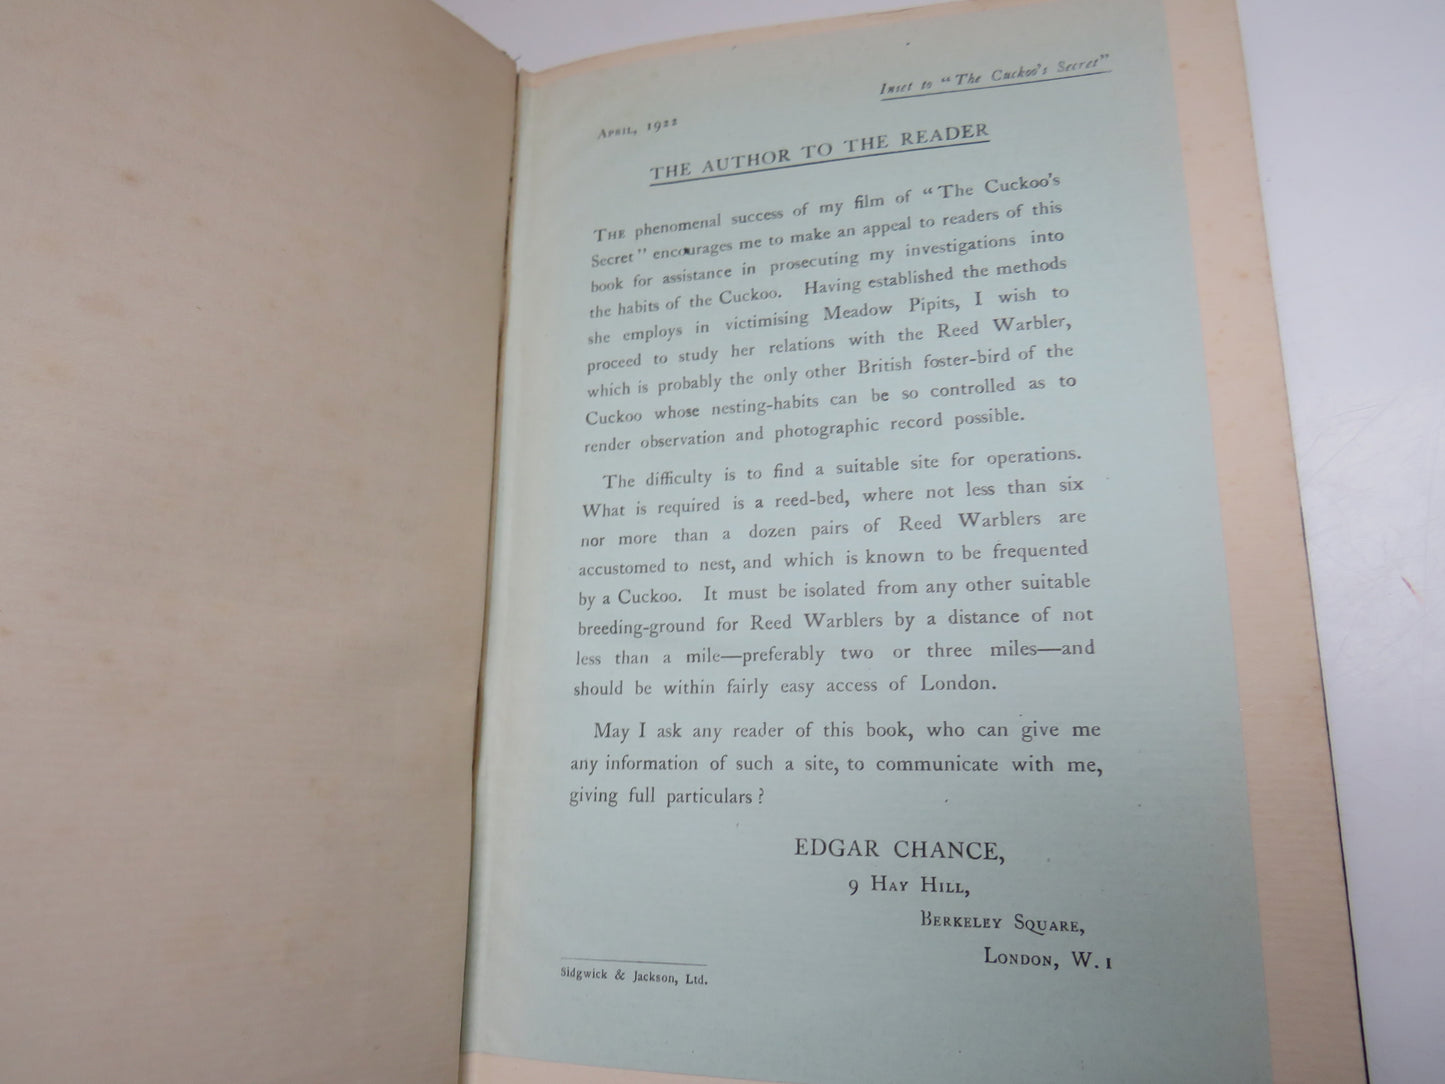 Inset to "The Cuckoo's Secret"
April, 1922
THE AUTHOR TO THE READER
The phenomenal success of my film of "The Cuckoo's
Secret" encourages me to make an appeal to readers of this
book for assistance in prosecuting my investigations into
the habits of the Cuckoo. Having established the methods
she employs in victimising Meadow Pipits, I wish to
proceed to study her relations with the Reed Warbler,
which is probably the only other British foster-bird of the
Cuckoo whose nesting-habits can be so controlled as to
render observation and photographic record possible.
The difficulty is to find a suitable site for operations.
What is required is a reed-bed, where not less than six
nor more than a dozen pairs of Reed Warblers are
accustomed to nest, and which is known to be frequented
by a Cuckoo. It must be isolated from any other suitable
breeding-ground for Reed Warblers by a distance of not
less than a mile—preferably two or three miles—and
should be within fairly easy access of London.
May I ask any reader of this book, who can give me
any information of such a site, to communicate with me,
giving full particulars?
EDGAR CHANCE,
9 Hay Hill,
Berkeley Square,
London, W. 1
Sidgwick & Jackson, Ltd.